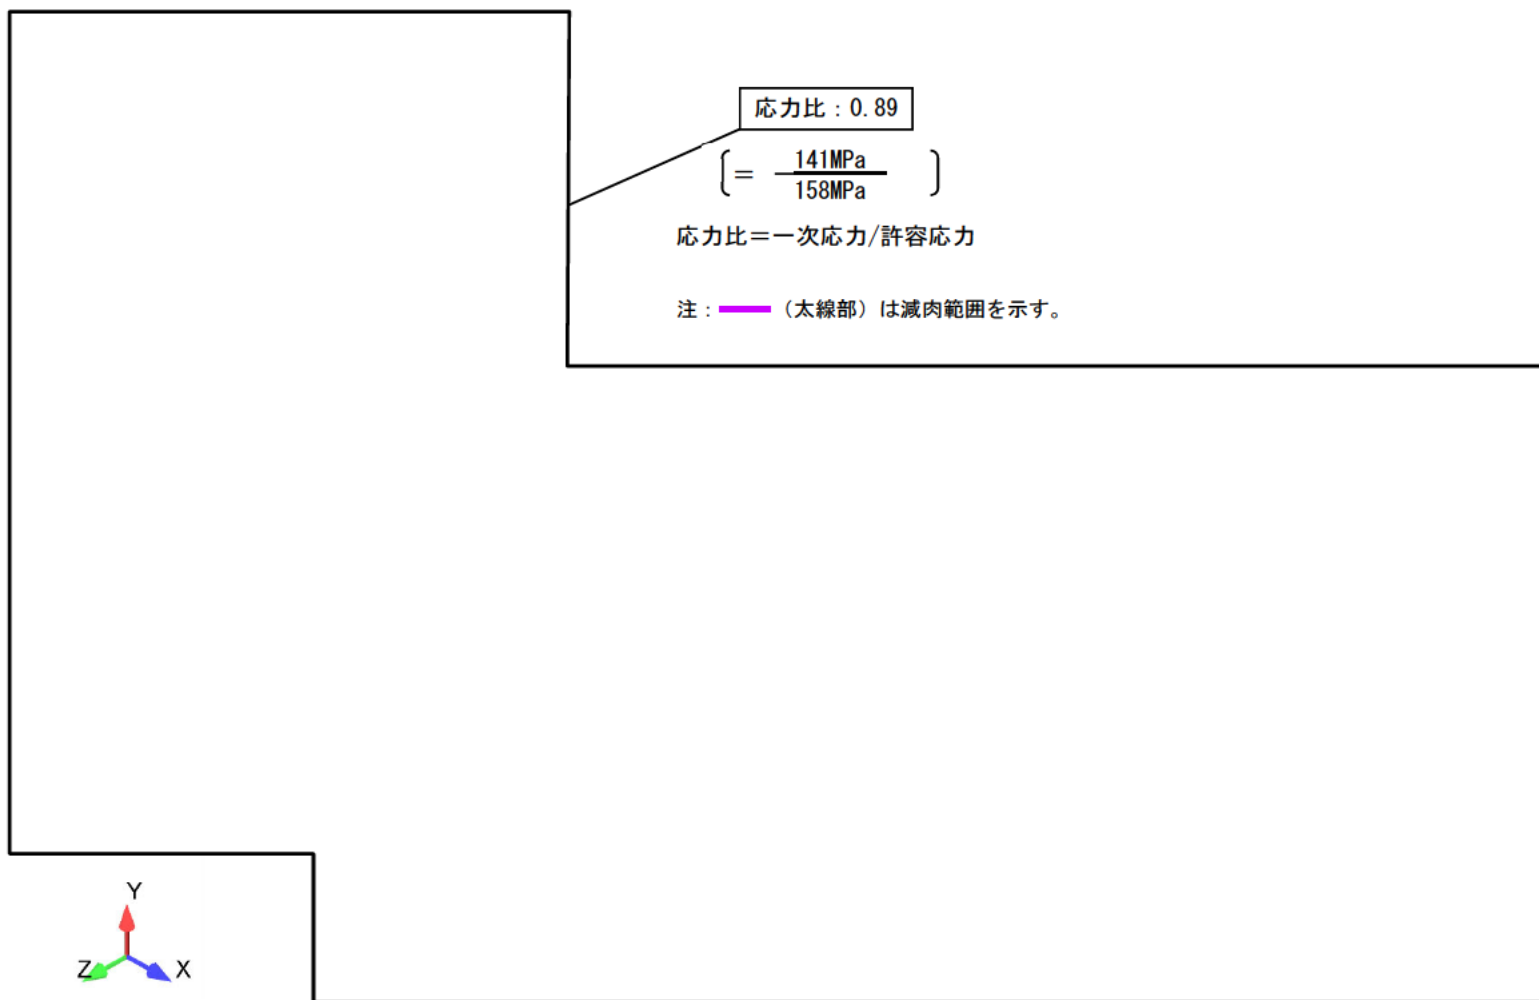 応力比：0.89
〔＝ 141MPa
158MPa 〕
応力比＝一次応力/許容応力
注：（太線部）は減肉範囲を示す。
Y
Z X